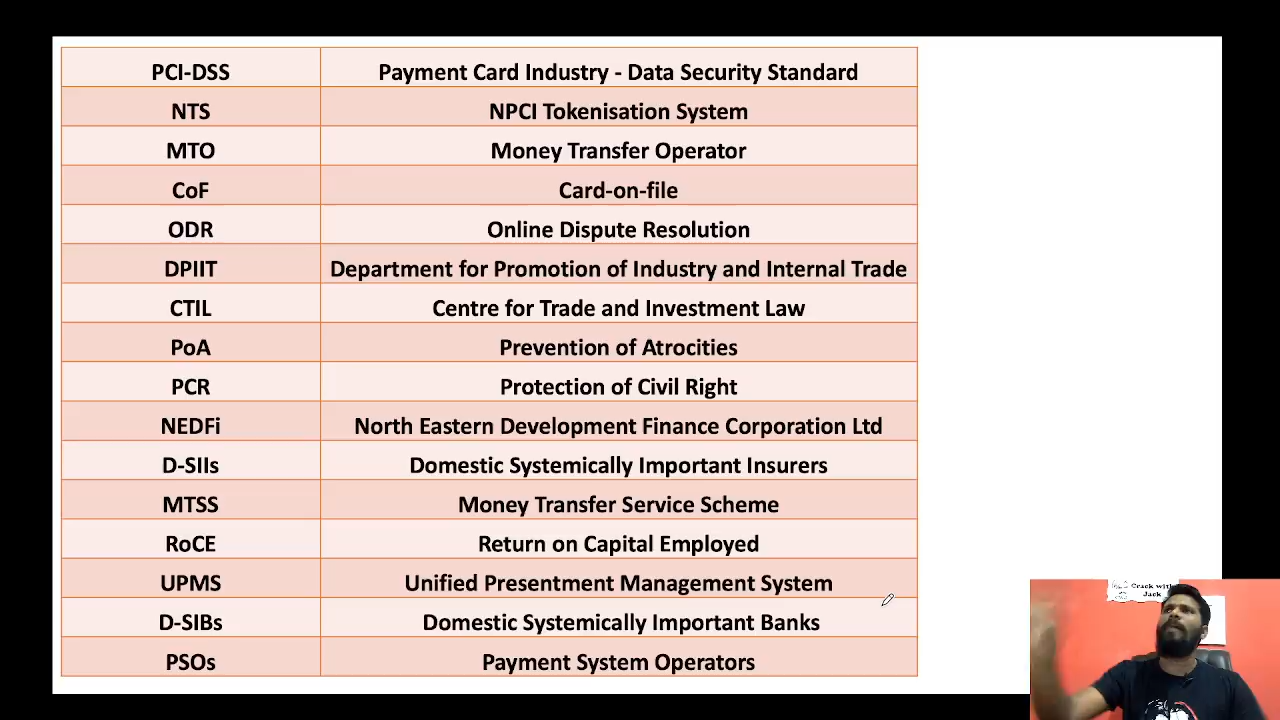 PCI-DSS Payment Card Industry - Data Security Standard
NTS NPCI Tokenisation System
MTO Money Transfer Operator
CoF Card-on-file
ODR Online Dispute Resolution
DPIIT Department for Promotion of Industry and Internal Trade
CTIL Centre for Trade and Investment Law
PoA Prevention of Atrocities
PCR Protection of Civil Right
NEDFi North Eastern Development Finance Corporation Ltd
D-SIIs Domestic Systemically Important Insurers
MTSS Money Transfer Service Scheme
RoCE Return on Capital Employed
UPMS Unified Presentment Management System
D-SIBs Domestic Systemically Important Banks
PSOs Payment System Operators
Crack with
Jack